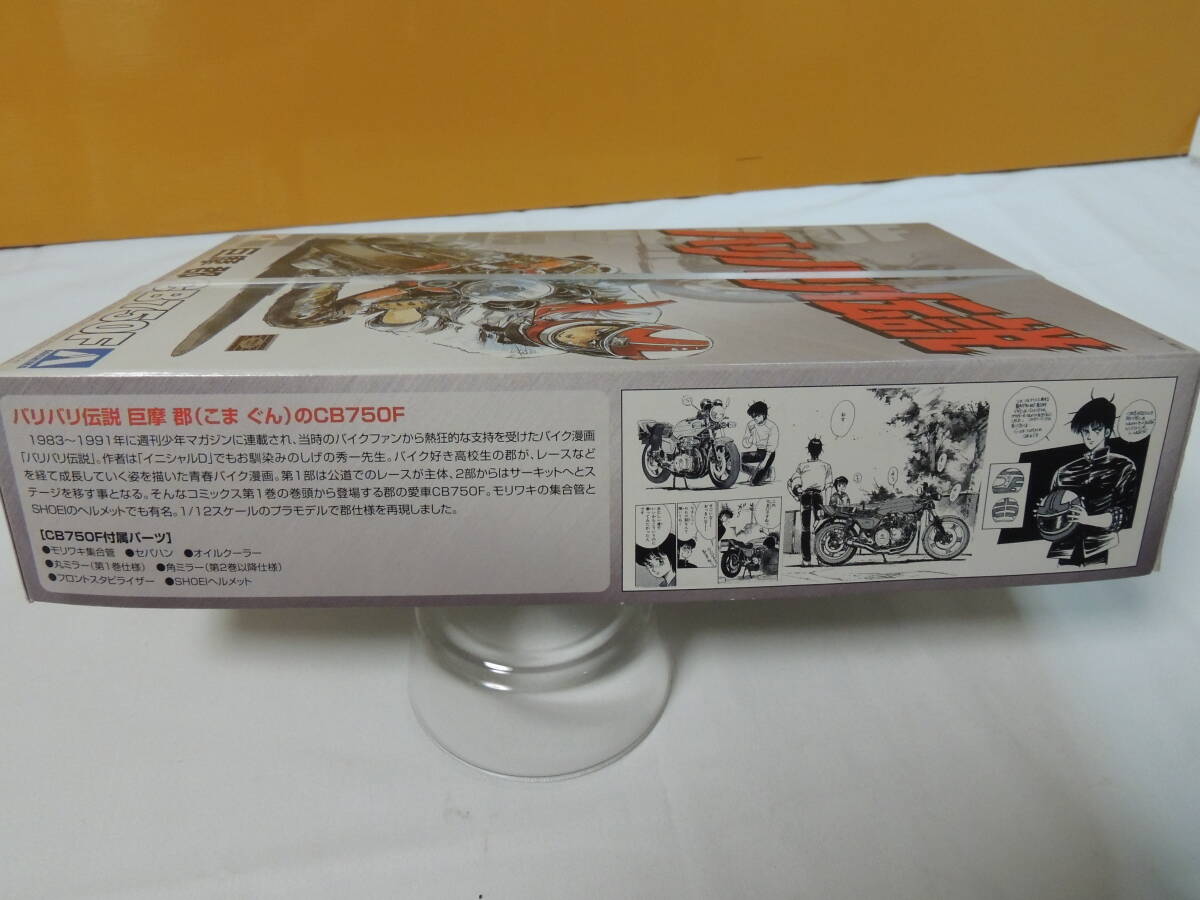 バリバリ伝説
巨摩 郡
CB750F
バリバリ伝説 巨摩 郡(こま ぐん)のCB750F
1983〜1991年に週刊少年マガジンに連載され、当時のバイクファンから熱狂的な支持を受けたバイク漫画
「バリバリ伝説」。作者は「イニシャルD」でもお馴染みのしげの秀一先生。バイク好き高校生の郡が、レースなど
を経て成長していく姿を描いた青春バイク漫画。第1部は公道でのレースが主体、2部からはサーキットへとス
テージを移す事となる。そんなコミックス第1巻の巻頭から登場する郡の愛車CB750F。モリワキの集合管と
SHOEIのヘルメットでも有名。1/12スケールのプラモデルで郡仕様を再現しました。
[CB750F付属パーツ]
●モリワキ集合管 ●セパハン ●オイルクーラー
●丸ミラー(第1巻仕様) ●角ミラー(第2巻以降仕様)
●フロントスタビライザー ●SHOEIヘルメット